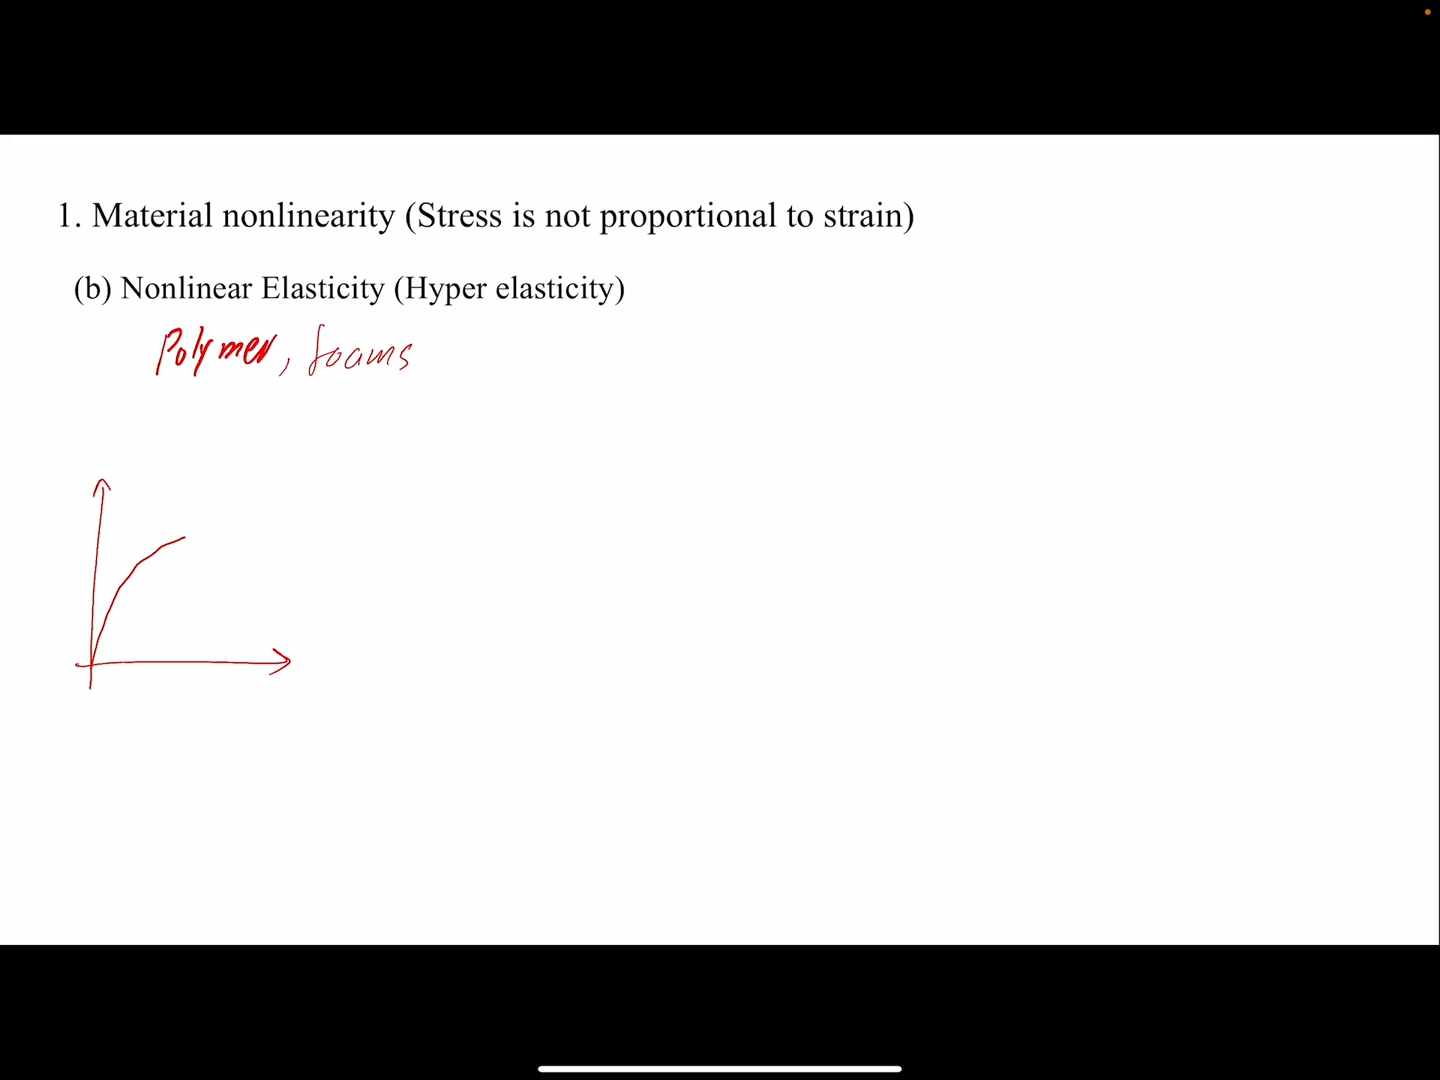 1. Material nonlinearity (Stress is not proportional to strain)
(b) Nonlinear Elasticity (Hyper elasticity)
Polymer, foams